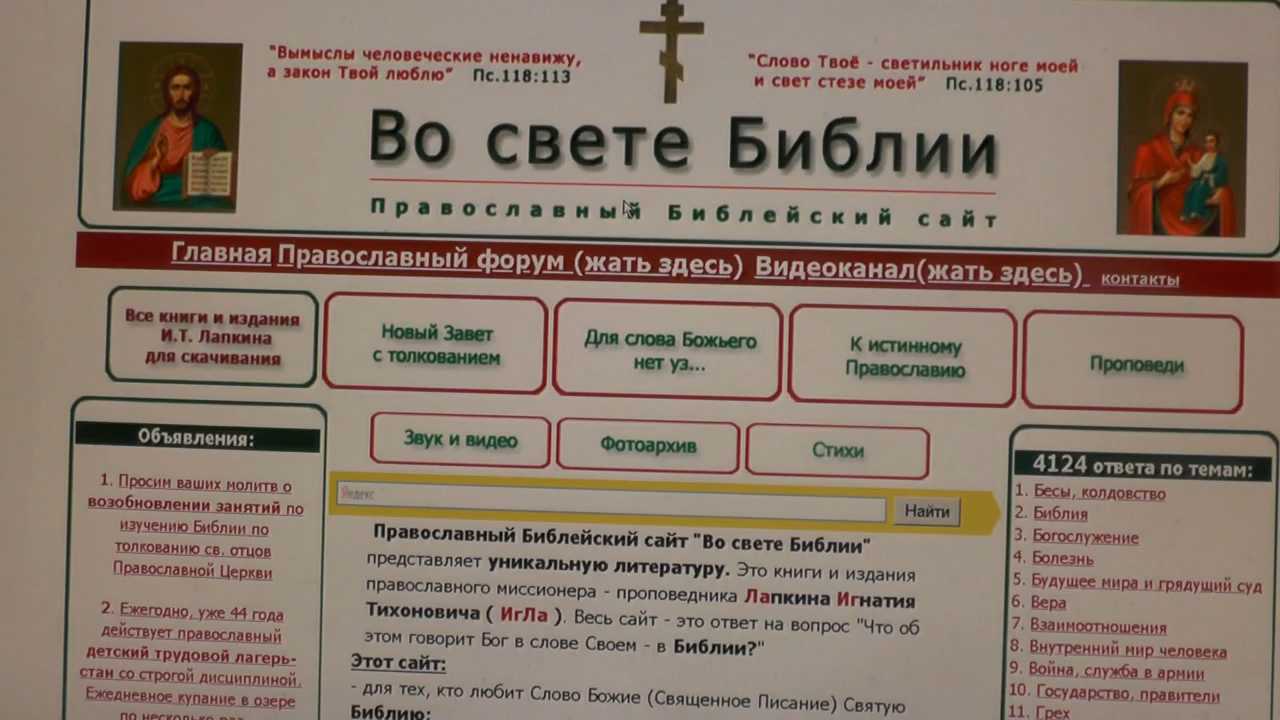 "Вымыслы человеческие ненавижу,
а закон Твой люблю" Пс.118:113
"Слово Твоё - светильник ноге моей
и свет стезе моей" Пс.118:105
Во свете Библии
Православный Библейский сайт
Главная Православный форум (жать здесь) Видеоканал(жать здесь) контакты
Все книги и издания
И.Т. Лапкина
для скачивания
Новый Завет
с толкованием
Для слова Божьего
нет уз...
К истинному
Православию
Проповеди
Звук и видео
Фотоархив
Стихи
Объявления:
1. Просим ваших молитв о
возобновлении занятий по
изучению Библии по
толкованию св. отцов
Православной Церкви
2. Ежегодно, уже 44 года
действует православный
детский трудовой лагерь-
стан со строгой дисциплиной.
Ежедневное купание в озере
по несколько раз
Яндекс
Найти
Православный Библейский сайт "Во свете Библии"
представляет уникальную литературу. Это книги и издания
православного миссионера - проповедника Лапкина Игнатия
Тихоновича ( ИгЛа ). Весь сайт - это ответ на вопрос "Что об
этом говорит Бог в слове Своем - в Библии?"
Этот сайт:
- для тех, кто любит Слово Божие (Священное Писание) Святую
Библию:
4124 ответа по темам:
1. Бесы, колдовство
2. Библия
3. Богослужение
4. Болезнь
5. Будущее мира и грядущий суд
6. Вера
7. Взаимоотношения
8. Внутренний мир человека
9. Война, служба в армии
10. Государство, правители
11. Грех